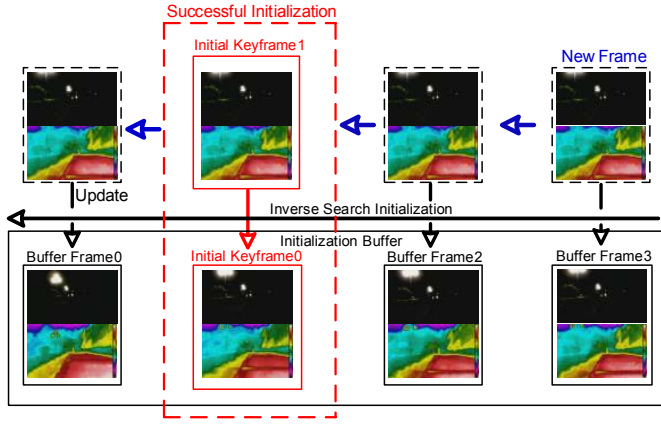 Successful Initialization
Initial Keyframe1
New Frame
Update
Inverse Search Initialization
Initialization Buffer
Buffer Frame0
Initial Keyframe0
Buffer Frame2
Buffer Frame3